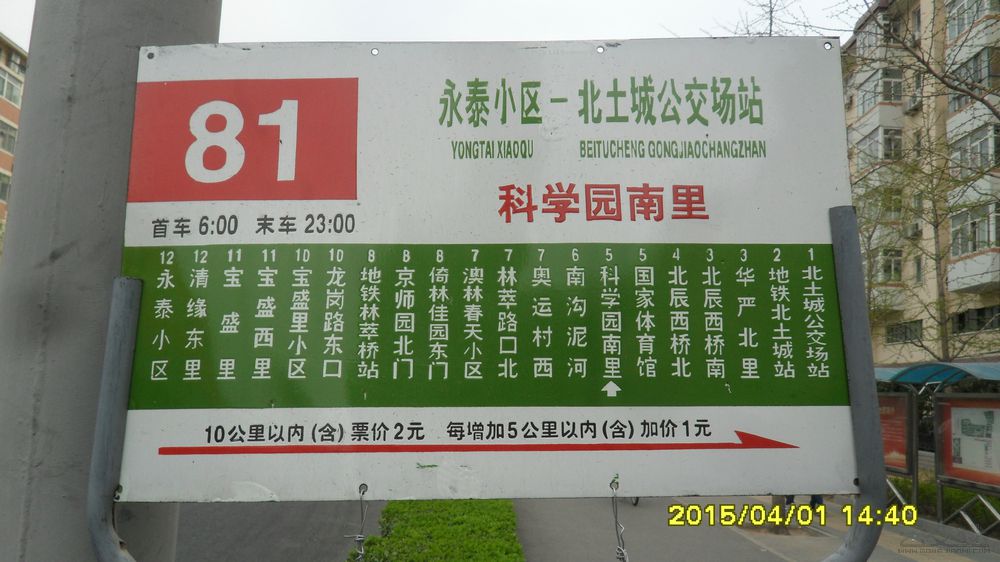 81
永泰小区－北土城公交场站
YONGTAI XIAOQU BEITUCHENG GONGJIAOCHANGZHAN
科学园南里
首车 6:00 末车 23:00
12 永泰小区
12 清缘东里
11 宝盛里
11 宝盛西里
10 宝盛里小区
10 龙岗路东口
8 地铁林萃桥站
8 京师园北门
8 倚林佳园东门
7 澳林春天小区
7 林萃路口北
7 奥运村西
6 南沟泥河
5 科学园南里
5 国家体育馆
4 北辰西桥北
3 北辰西桥南
3 华严北里
2 地铁北土城站
1 北土城公交场站
10公里以内(含)票价2元 每增加5公里以内(含)加价1元
2015/04/01 14:40